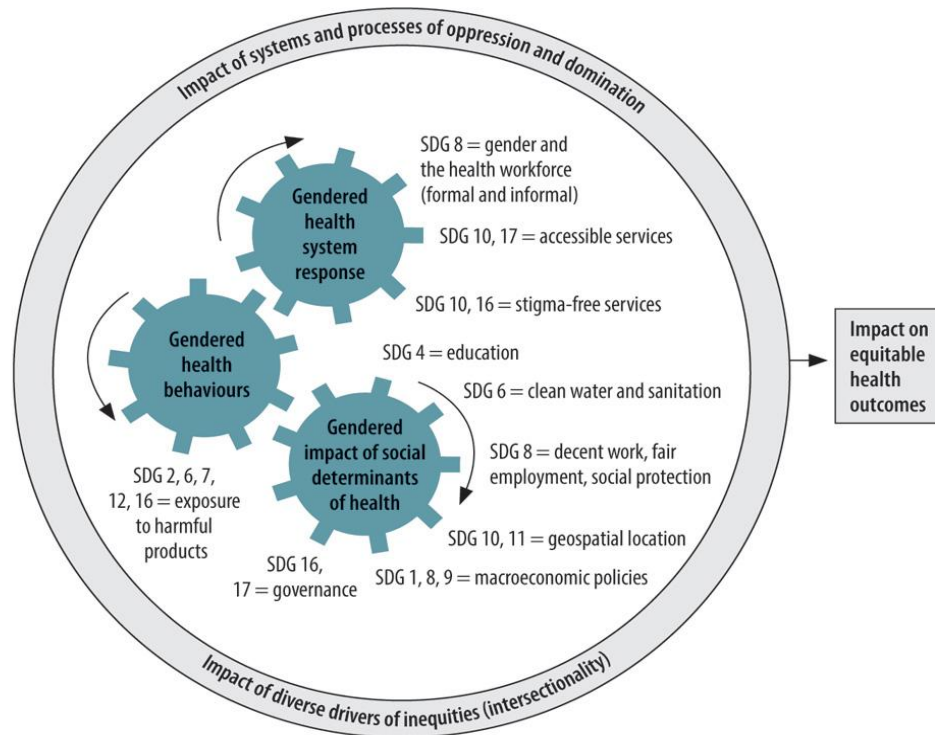 Impact of systems and processes of oppression and domination
SDG 8 = gender and
the health workforce
(formal and informal)
Gendered
health
system
response
SDG 10, 17 = accessible services
SDG 10, 16 = stigma-free services
Gendered
health
behaviours
SDG 4 = education
SDG 6 = clean water and sanitation
Gendered
impact of social
determinants
of health
SDG 8 = decent work, fair
employment, social protection
SDG 2, 6, 7,
12, 16 = exposure
to harmful
products
SDG 10, 11 = geospatial location
SDG 16,
17 = governance
SDG 1, 8, 9 = macroeconomic policies
Impact of diverse drivers of inequities (intersectionality)
Impact on
equitable
health
outcomes